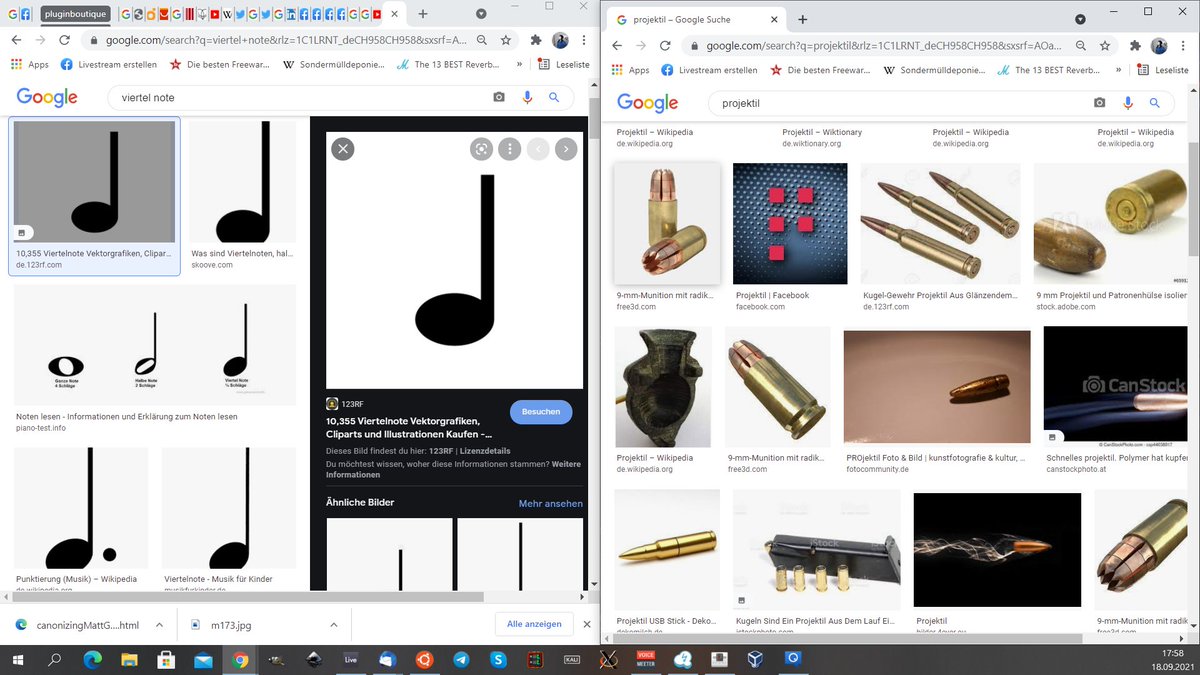 pluginboutique
google.com/search?q=viertel+note&rlz=1C1LRNT_deCH958CH958&sxsrf=A...
Apps
Livestream erstellen
Die besten Freewar...
Sondermülldeponie...
The 13 BEST Reverb...
»
Leseliste
Google
viertel note
10,355 Viertelnote Vektorgrafiken, Clipar...
de.123rf.com
Was sind Viertelnoten, hal...
skoove.com
Ganze Note
4 Schläge
Halbe Note
2 Schläge
Viertel Note
Noten lesen - Informationen und Erklärung zum Noten lesen
piano-test.info
Punktierung (Musik) – Wikipedia
de.wikipedia.org
Viertelnote - Musik für Kinder
musikfurkinder.de
123RF
Besuchen
10,355 Viertelnote Vektorgrafiken,
Cliparts und Illustrationen Kaufen -...
Dieses Bild findest du hier: 123RF | Lizenzdetails
Du möchtest wissen, woher diese Informationen stammen? Weitere
Informationen
Ähnliche Bilder
Mehr ansehen
canonizingMattG....html
m173.jpg
Alle anzeigen
projektil – Google Suche
google.com/search?q=projektil&rlz=1C1LRNT_deCH958CH958&sxsrf=AOa...
Apps
Livestream erstellen
Die besten Freewar...
Sondermülldeponie...
The 13 BEST Reverb...
»
Leseliste
Google
projektil
Projektil – Wikipedia
de.wikipedia.org
Projektil – Wiktionary
de.wiktionary.org
Projektil – Wikipedia
de.wikipedia.org
Projektil – Wikipedia
de.wikipedia.org
9-mm-Munition mit radik...
free3d.com
Projektil | Facebook
facebook.com
Kugel-Gewehr Projektil Aus Glänzendem...
de.123rf.com
9 mm Projektil und Patronenhülse isolier
stock.adobe.com
Projektil – Wikipedia
de.wikipedia.org
9-mm-Munition mit radik...
free3d.com
PROjektil Foto & Bild | kunstfotografie & kultur, ...
fotocommunity.de
CanStock
© CanStockPhoto.com - csp44038917
Schnelles projektil. Polymer hat kupfer
canstockphoto.at
iStock
Projektil USB Stick - Deko...
dekomilch.de
Kugeln Sind Ein Projektil Aus Dem Lauf Ei...
istockphoto.com
Projektil
bilder.4ever.eu
9-mm-Munition mit radik...
free3d.com
Live
KAU
VOICE
MEETER
17:58
18.09.2021